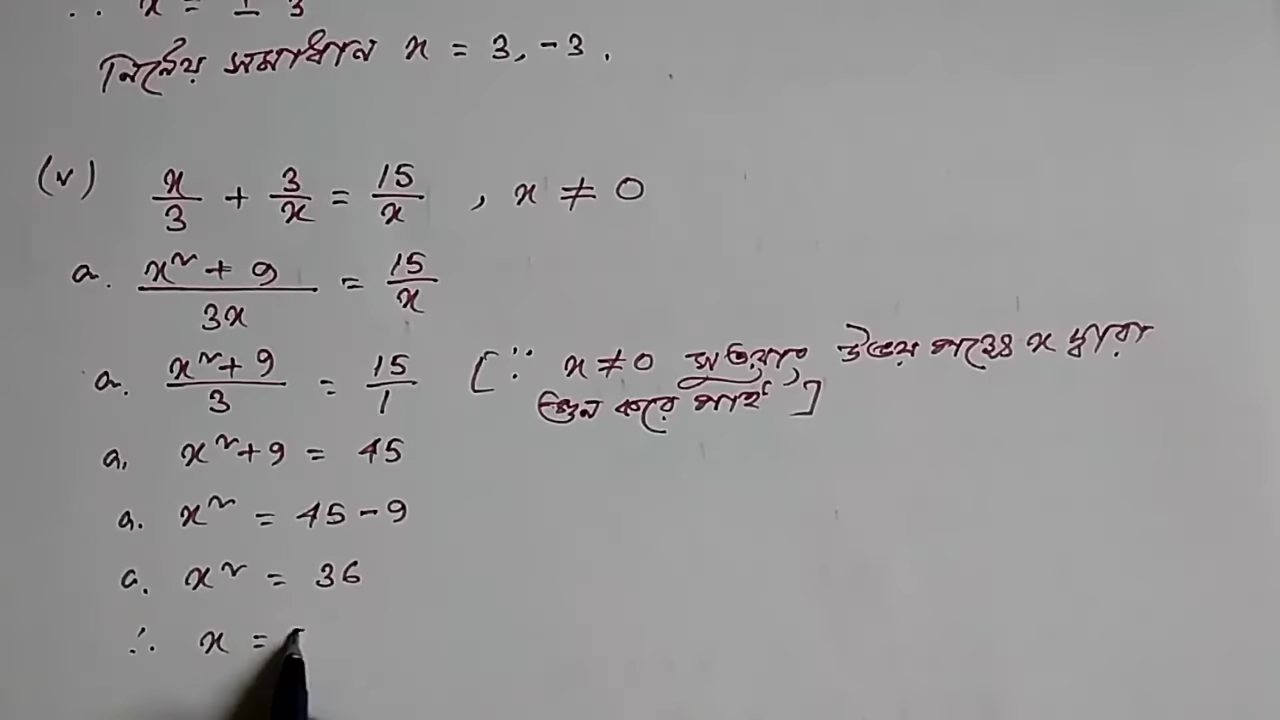 ∴ x = ± 3
নির্নেয় সমাধান x = 3, -3.
(v) x/3 + 3/x = 15/x , x ≠ 0
বা. (x² + 9)/3x = 15/x
বা. (x² + 9)/3 = 15/1 [∵ x ≠ 0 সুতরাং উভয় পক্ষে x দ্বারা
গুন করে পাই]
বা, x² + 9 = 45
বা. x² = 45 - 9
বা. x² = 36
∴ x =